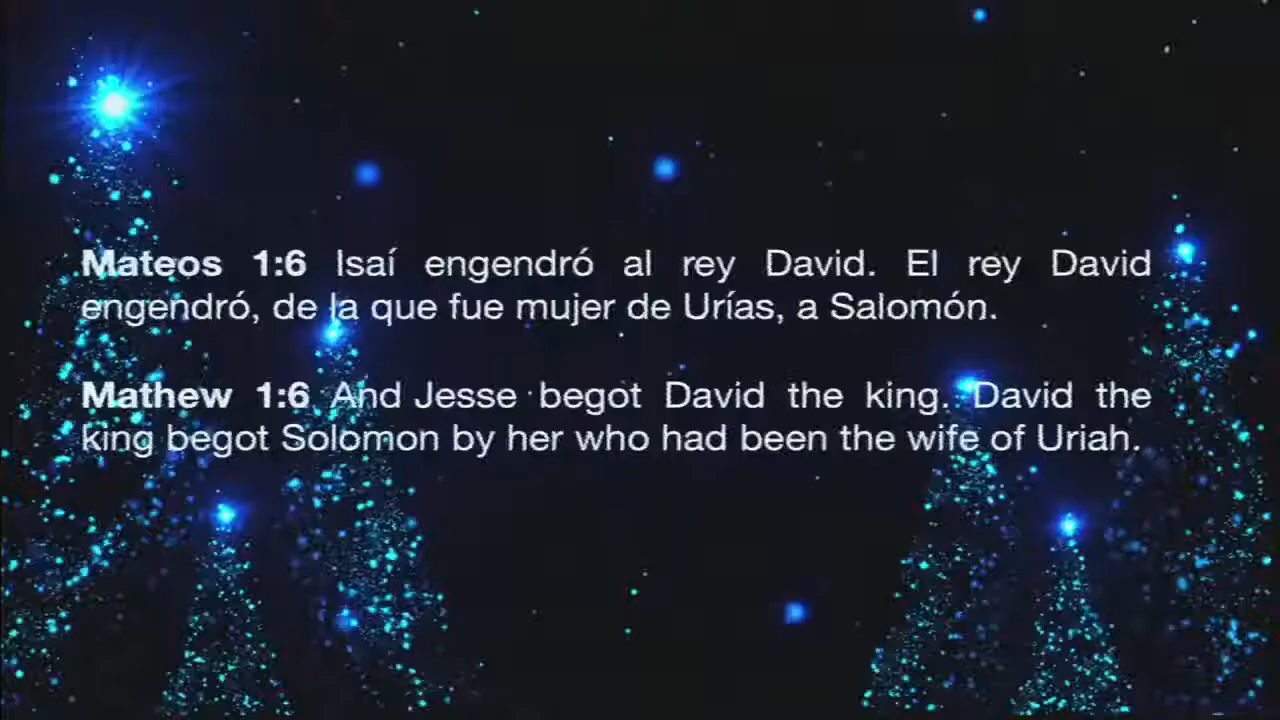 Mateos 1:6 Isaí engendró al rey David. El rey David
engendró, de la que fue mujer de Urías, a Salomón.
Mathew 1:6 And Jesse begot David the king. David the
king begot Solomon by her who had been the wife of Uriah.